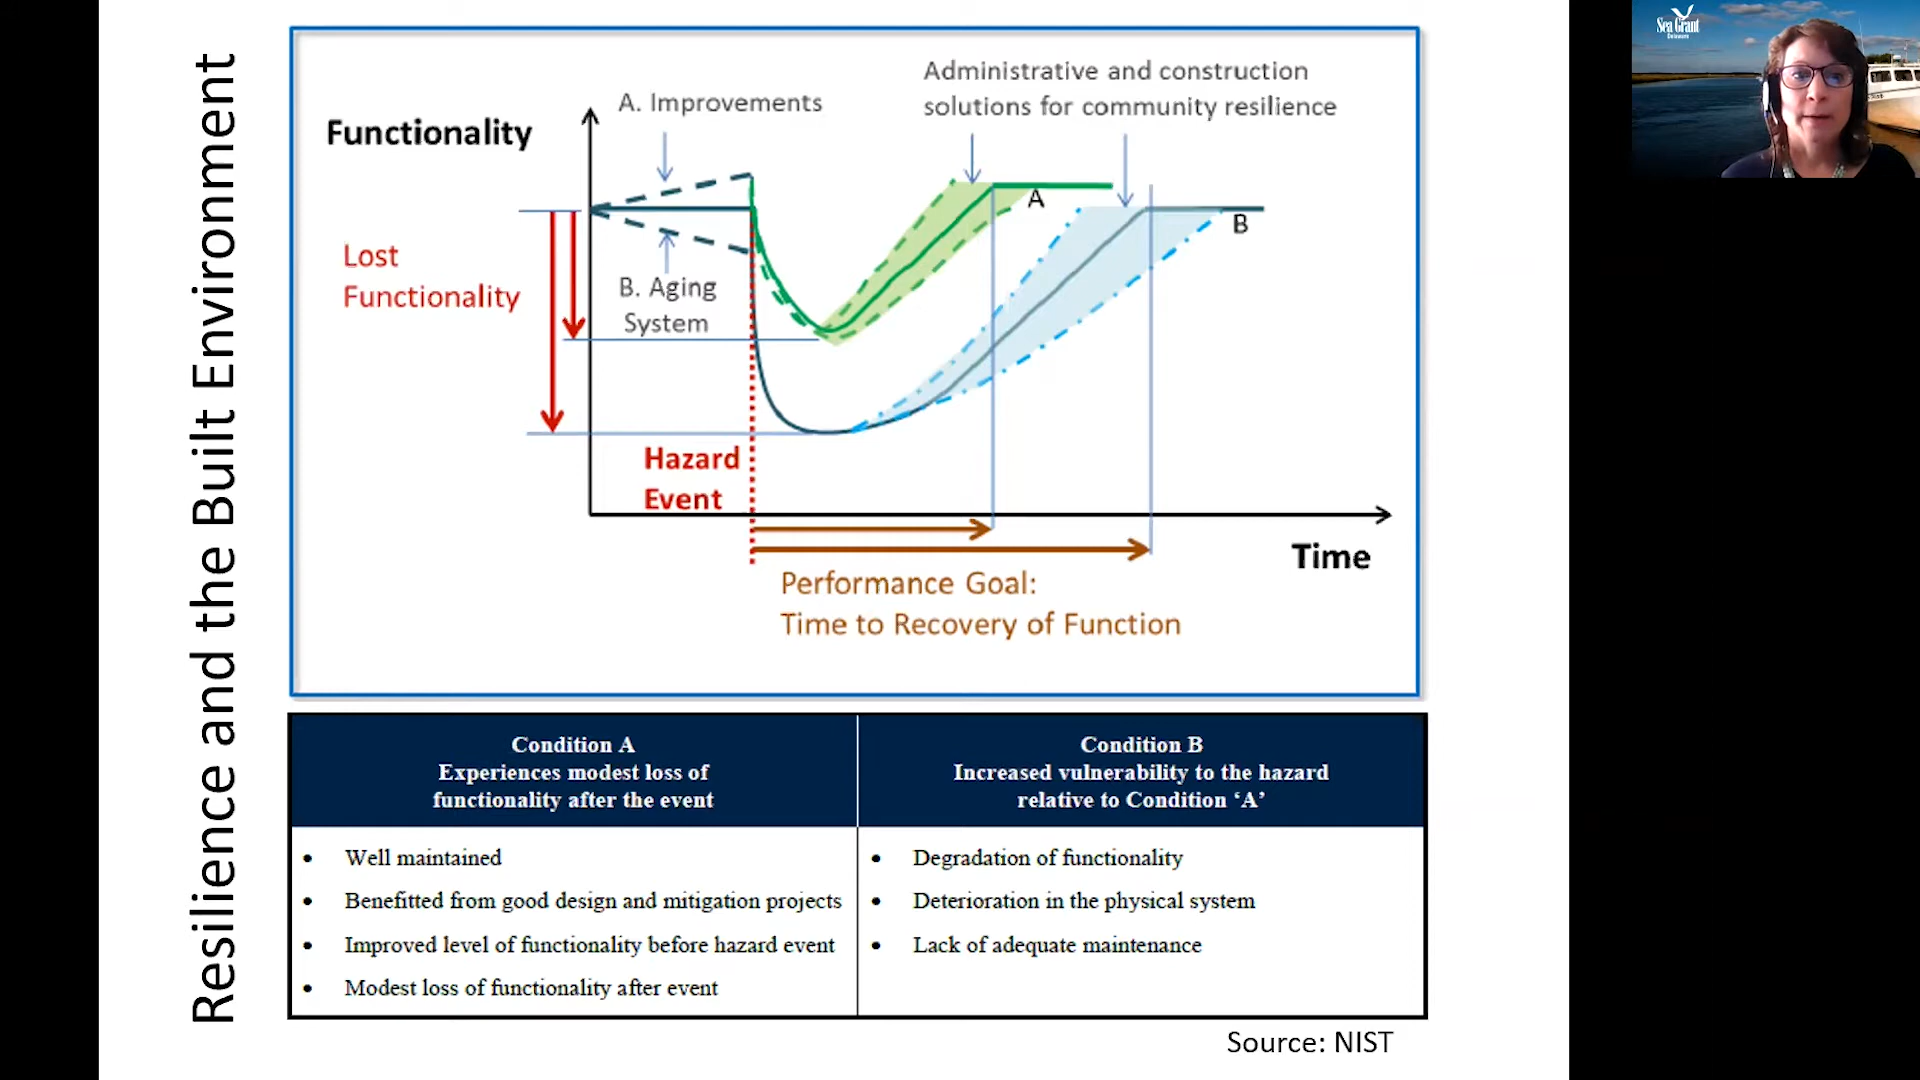 Resilience and the Built Environment
Functionality
A. Improvements
Administrative and construction
solutions for community resilience
A
B
Lost
Functionality
B. Aging
System
Hazard
Event
Time
Performance Goal:
Time to Recovery of Function
Condition A
Experiences modest loss of
functionality after the event
Condition B
Increased vulnerability to the hazard
relative to Condition ‘A’
• Well maintained
• Benefitted from good design and mitigation projects
• Improved level of functionality before hazard event
• Modest loss of functionality after event
• Degradation of functionality
• Deterioration in the physical system
• Lack of adequate maintenance
Source: NIST
Sea Grant
Delaware